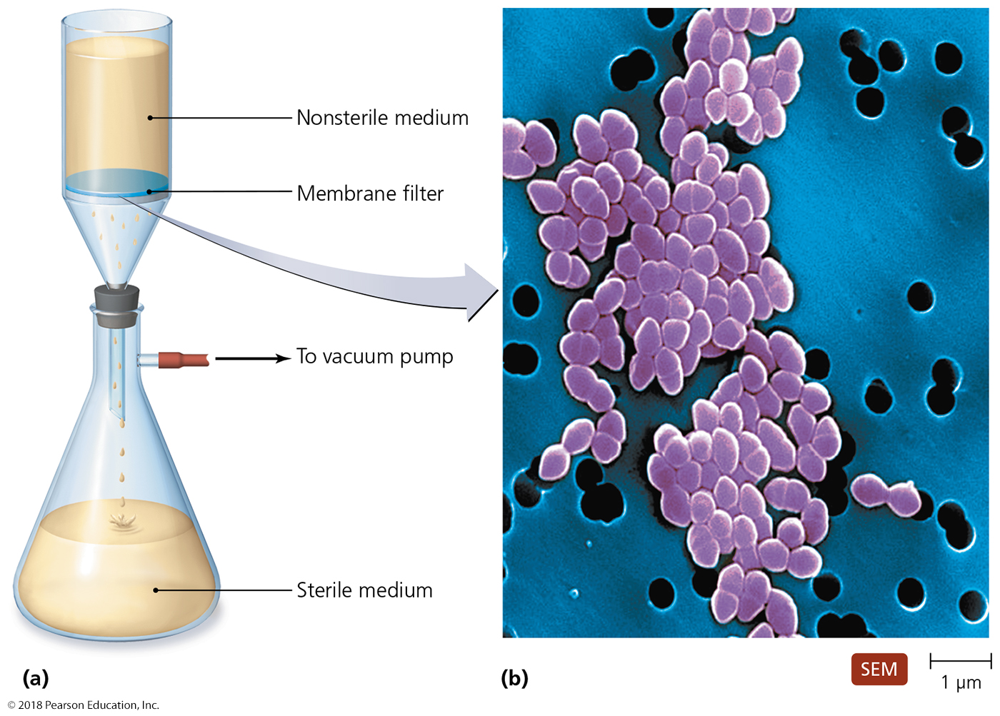 Nonsterile medium
Membrane filter
To vacuum pump
Sterile medium
(a)
(b)
SEM
1 μm
© 2018 Pearson Education, Inc.